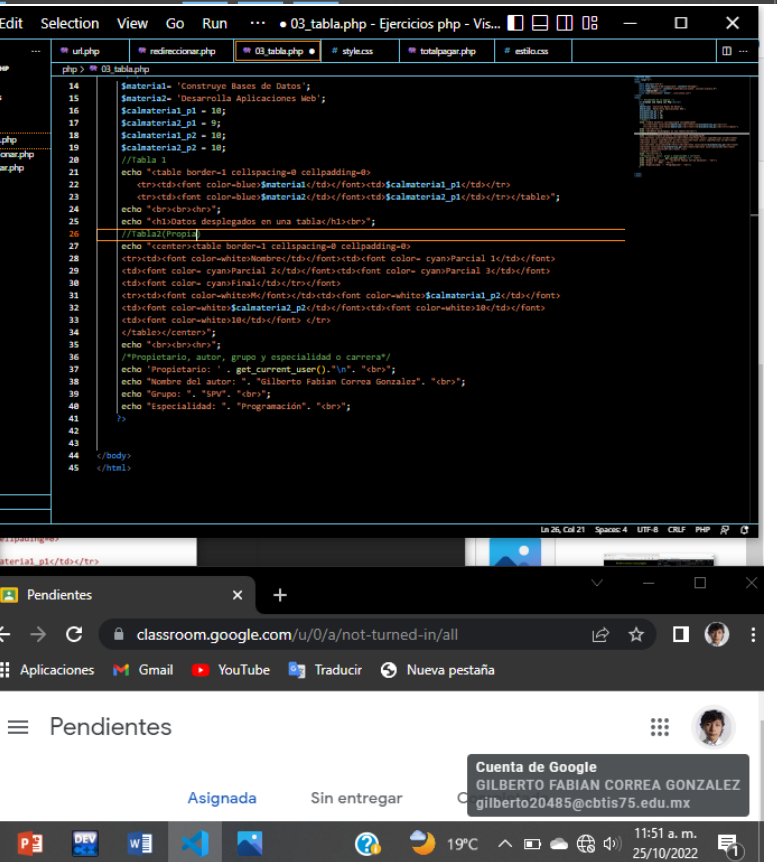 Edit Selection View Go Run ··· ● 03_tabla.php - Ejercicios php - Vis...
url.php redireccionar.php 03_tabla.php ● # style.css totalpagar.php # estilo.css
php > 03_tabla.php
.php
onar.php
ar.php
14 $materia1= 'Construye Bases de Datos';
15 $materia2= 'Desarrolla Aplicaciones Web';
16 $calmateria1_p1 = 10;
17 $calmateria2_p1 = 9;
18 $calmateria1_p2 = 10;
19 $calmateria2_p2 = 10;
20 //Tabla 1
21 echo "<table border=1 cellspacing=0 cellpadding=0>
22 <tr><td><font color=blue>$materia1</td></font><td>$calmateria1_p1</td></tr>
23 <tr><td><font color=blue>$materia2</td></font><td>$calmateria2_p1</td></tr></table>";
24 echo "<br><br><hr>";
25 echo "<h1>Datos desplegados en una tabla</h1><br>";
26 //Tabla2(Propia)
27 echo "<center><table border=1 cellspacing=0 cellpadding=0>
28 <tr><td><font color=white>Nombre</td></font><td><font color= cyan>Parcial 1</td></font>
29 <td><font color= cyan>Parcial 2</td></font><td><font color= cyan>Parcial 3</td></font>
30 <td><font color= cyan>Final</td></tr></font>
31 <tr><td><font color=white>M</font></td><td><font color=white>$calmateria1_p2</td></font>
32 <td><font color=white>$calmateria2_p2</td></font><td><font color=white>10</td></font>
33 <td><font color=white>10</td></font> </tr>
34 </table></center>";
35 echo "<br><br><hr>";
36 /*Propietario, autor, grupo y especialidad o carrera*/
37 echo 'Propietario: ' . get_current_user()."\n". "<br>";
38 echo "Nombre del autor: ". "Gilberto Fabian Correa Gonzalez". "<br>";
39 echo "Grupo: ". "5PV". "<br>";
40 echo "Especialidad: ". "Programación". "<br>";
41 ?>
42
43
44 </body>
45 </html>
Ln 26, Col 21 Spaces: 4 UTF-8 CRLF PHP
ateria1_p1</td></tr>
Pendientes
classroom.google.com/u/0/a/not-turned-in/all
Aplicaciones Gmail YouTube Traducir Nueva pestaña
Pendientes
Cuenta de Google
GILBERTO FABIAN CORREA GONZALEZ
gilberto20485@cbtis75.edu.mx
Asignada Sin entregar
19°C 11:51 a. m.
25/10/2022
1